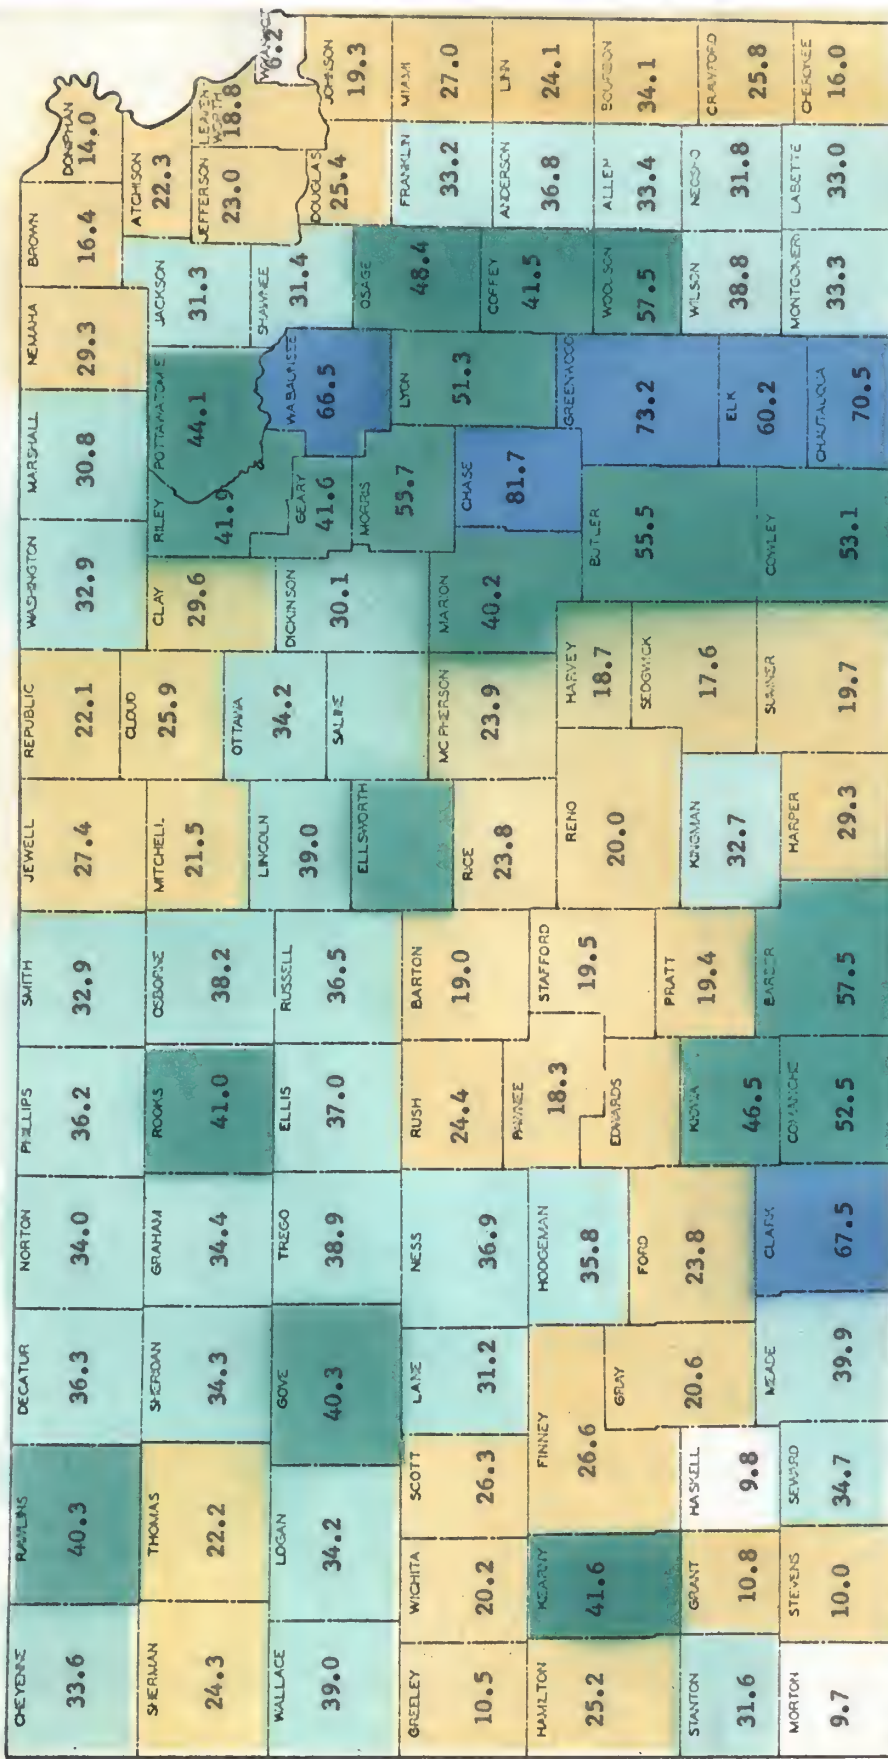 CHEYENNE
33.6
RAWLINS
40.3
DECATUR
36.3
NORTON
34.0
PHILLIPS
36.2
SMITH
32.9
JEWELL
27.4
REPUBLIC
22.1
WASHINGTON
32.9
MARSHALL
30.8
NEMAHA
29.3
BROWN
16.4
DONIPHAN
14.0
SHERMAN
24.3
THOMAS
22.2
SHERIDAN
34.3
GRAHAM
34.4
ROOKS
41.0
OSBORNE
38.2
MITCHELL
21.5
CLOUD
25.9
CLAY
29.6
RILEY
41.9
POTTAWATOMIE
44.1
JACKSON
31.3
ATCHISON
22.3
JEFFERSON
23.0
LEAVEN-
WORTH
18.8
WYANDOTTE
6.2
WALLACE
39.0
LOGAN
34.2
GOVE
40.3
TREGO
38.9
ELLIS
37.0
RUSSELL
36.5
LINCOLN
39.0
OTTAWA
34.2
SALINE
DICKINSON
30.1
GEARY
41.6
WABAUNSEE
66.5
SHAWNEE
31.4
DOUGLAS
25.4
JOHNSON
19.3
GREELEY
10.5
WICHITA
20.2
SCOTT
26.3
LANE
31.2
NESS
36.9
RUSH
24.4
BARTON
19.0
ELLSWORTH
RICE
23.8
MC PHERSON
23.9
MARION
40.2
MORRIS
CHASE
81.7
LYON
51.3
OSAGE
48.4
FRANKLIN
33.2
MIAMI
27.0
COFFEY
41.5
ANDERSON
36.8
LINN
24.1
HAMILTON
25.2
KEARNY
41.6
FINNEY
26.6
HODGEMAN
35.8
PAWNEE
18.3
EDWARDS
STAFFORD
19.5
RENO
20.0
HARVEY
18.7
BUTLER
55.5
GREENWOOD
73.2
WOODSON
57.5
ALLEN
33.4
BOURBON
34.1
GRAY
20.6
FORD
23.8
PRATT
19.4
SEDGWICK
17.6
STANTON
31.6
GRANT
10.8
HASKELL
9.8
KIOWA
46.5
KINGMAN
32.7
ELK
60.2
WILSON
38.8
NEOSHO
31.8
CRAWFORD
25.8
MORTON
9.7
STEVENS
10.0
SEWARD
34.7
MEADE
39.9
CLARK
67.5
COMANCHE
52.5
BARBER
57.5
HARPER
29.3
SUMNER
19.7
COWLEY
53.1
CHAUTAUQUA
70.5
MONTGOMERY
33.3
LABETTE
33.0
CHEROKEE
16.0